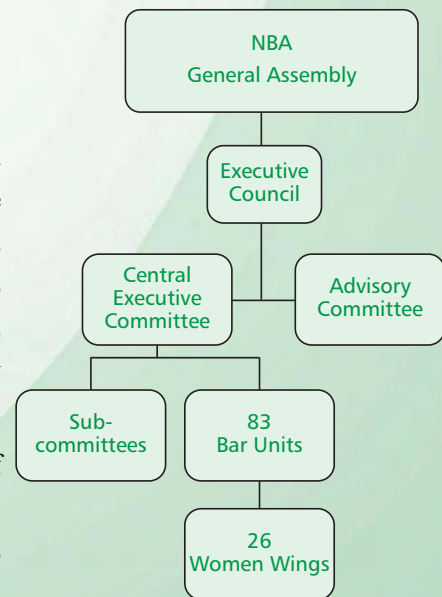 NBA
General Assembly
Executive
Council
Central
Executive
Committee
Advisory
Committee
Sub-
committees
83
Bar Units
26
Women Wings